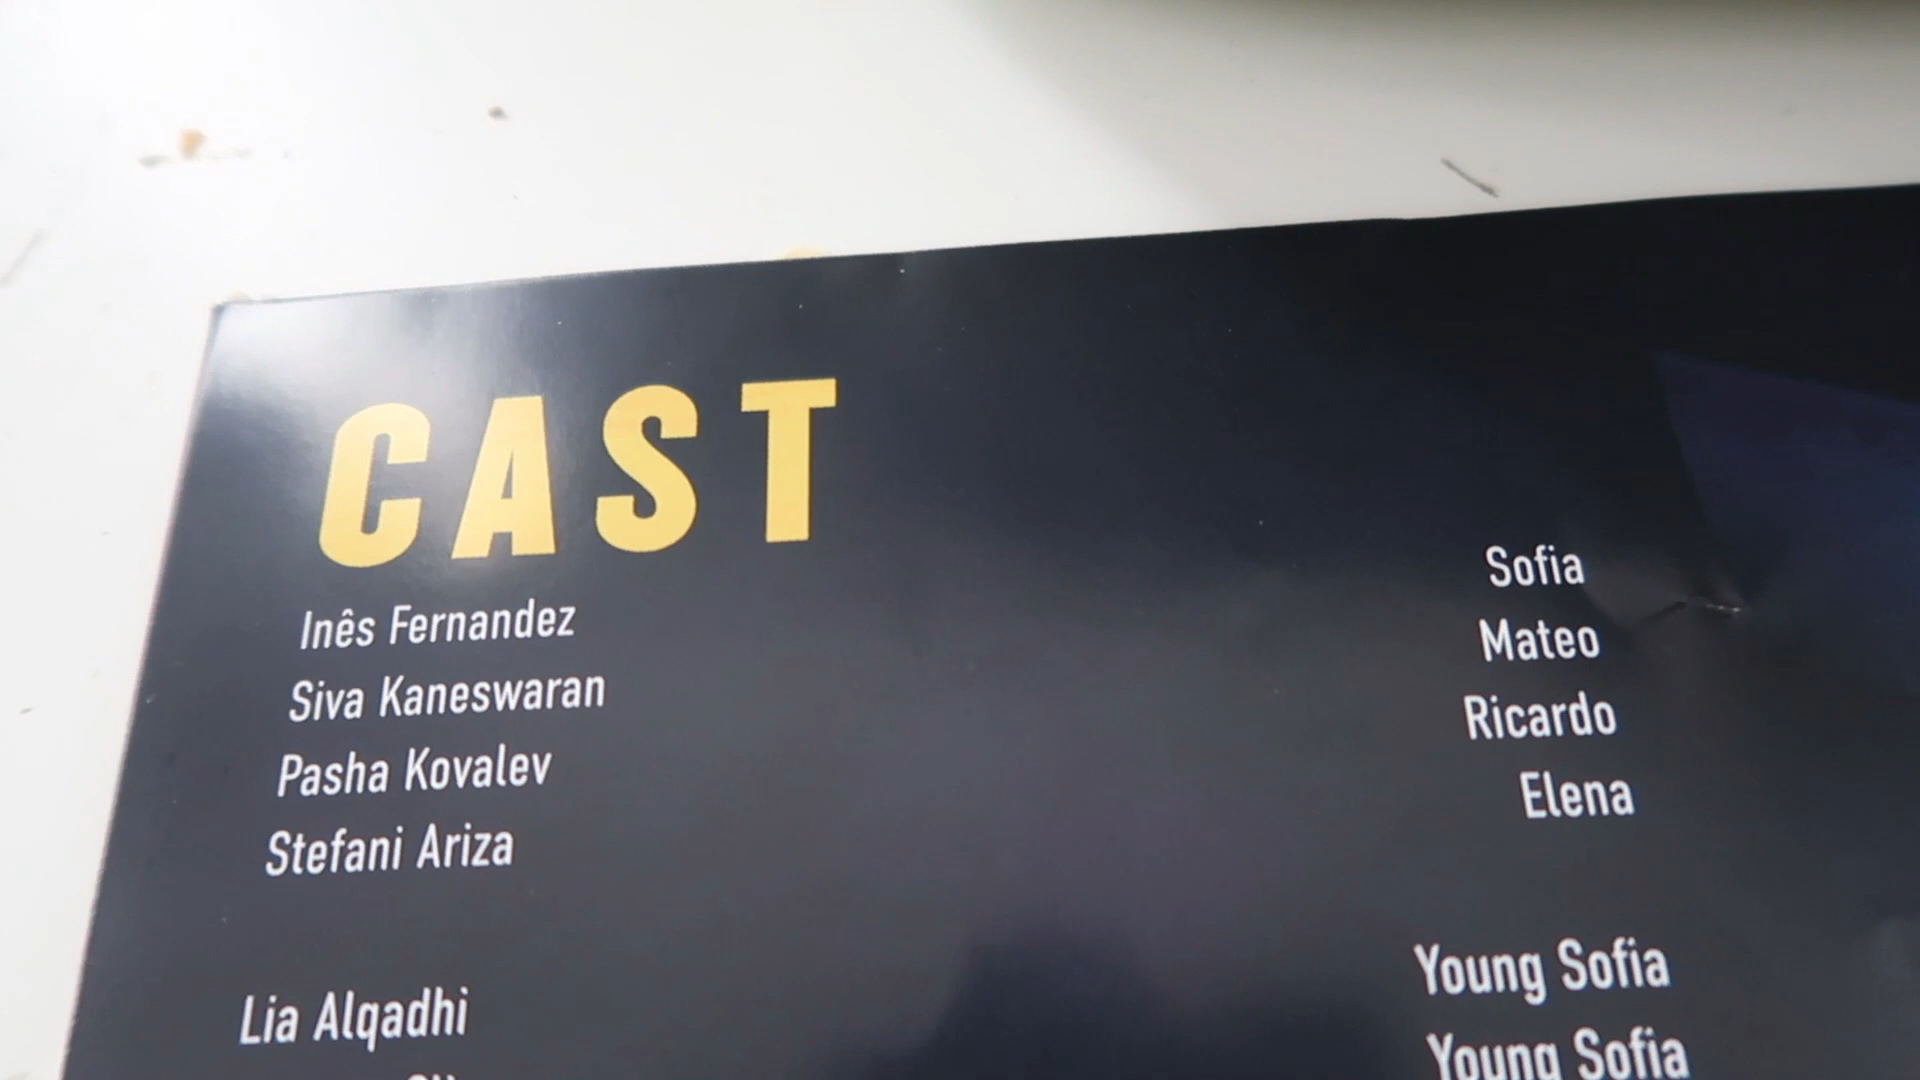 CAST
Inês Fernandez Sofia
Siva Kaneswaran Mateo
Pasha Kovalev Ricardo
Stefani Ariza Elena
Lia Alqadhi Young Sofia
Young Sofia